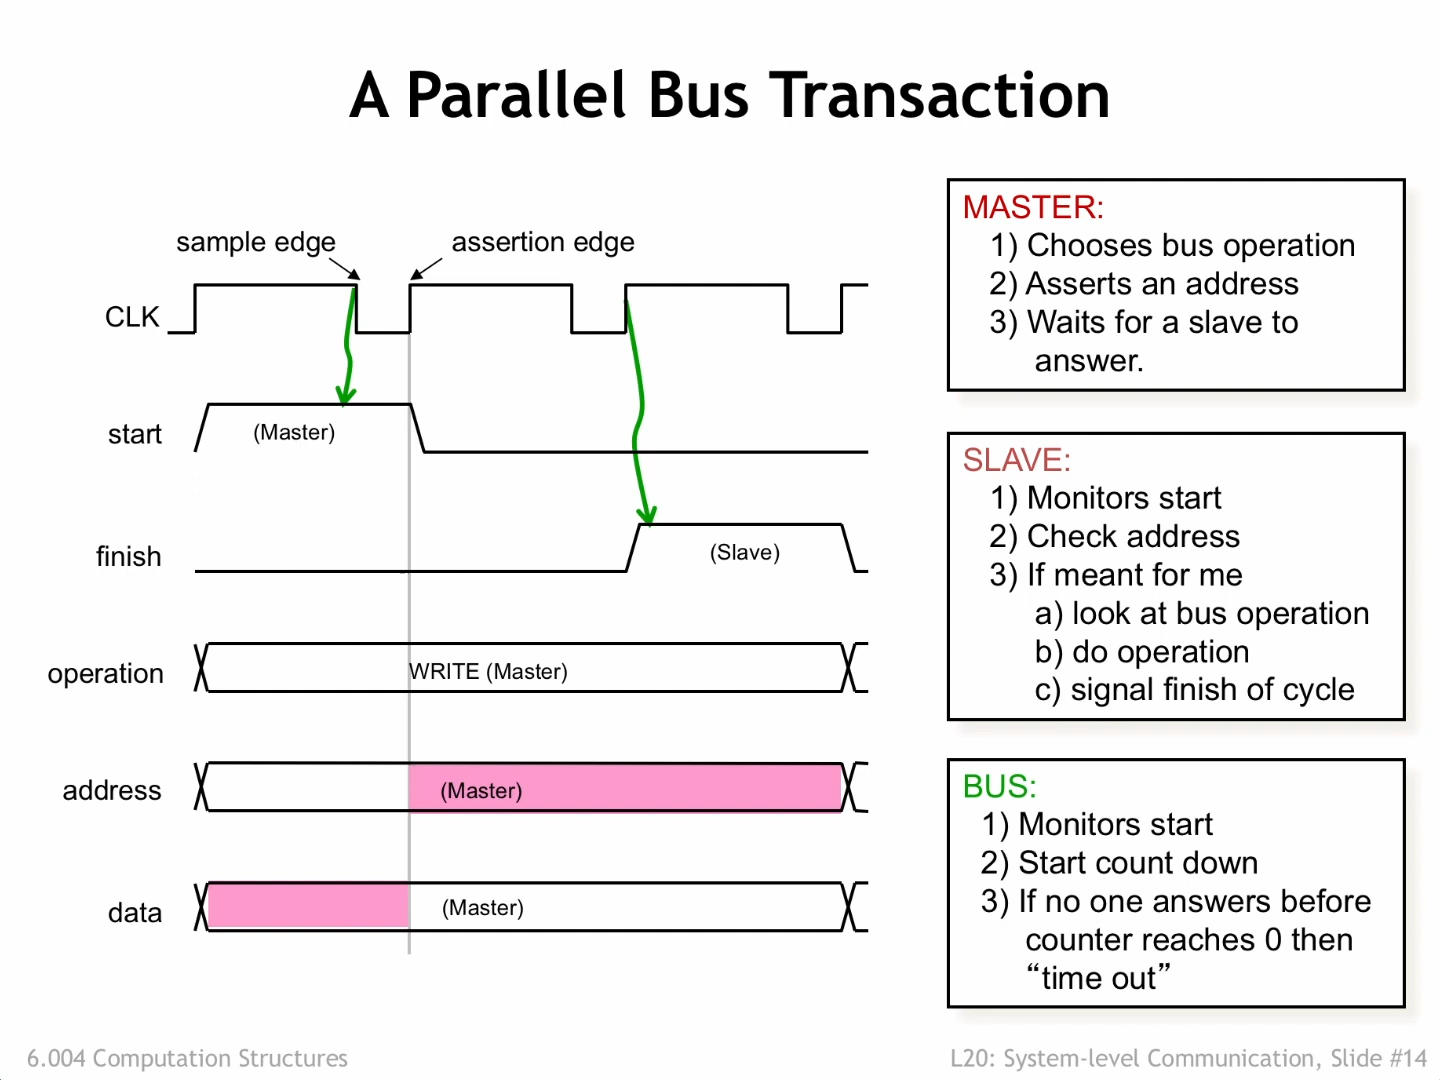 A Parallel Bus Transaction
sample edge
assertion edge
CLK
start
(Master)
finish
(Slave)
operation
WRITE (Master)
address
(Master)
data
(Master)
MASTER:
1) Chooses bus operation
2) Asserts an address
3) Waits for a slave to
answer.
SLAVE:
1) Monitors start
2) Check address
3) If meant for me
a) look at bus operation
b) do operation
c) signal finish of cycle
BUS:
1) Monitors start
2) Start count down
3) If no one answers before
counter reaches 0 then
“time out”
6.004 Computation Structures
L20: System-level Communication, Slide #14